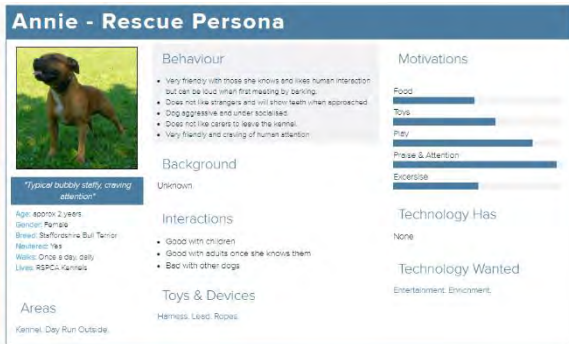 Annie - Rescue Persona
"Typical bubbly staffy, craving
attention"
Age: approx 2 years
Gender: Female
Breed: Staffordshire Bull Terrior
Neutered: Yes
Walks: Once a day, daily
Lives: RSPCA Kennels
Areas
Kennel. Day Run Outside.
Behaviour
• Very friendly with those she knows and likes human interaction
but can be loud when first meeting by barking.
• Does not like strangers and will show teeth when approached.
• Dog aggressive and under socialised.
• Does not like carers to leave the kennel.
• Very friendly and craving of human attention
Background
Unknown.
Interactions
• Good with children
• Good with adults once she knows them
• Bad with other dogs
Toys & Devices
Harness. Lead. Ropes.
Motivations
Food
Toys
Play
Praise & Attention
Excersise
Technology Has
None
Technology Wanted
Entertainment. Enrichment.